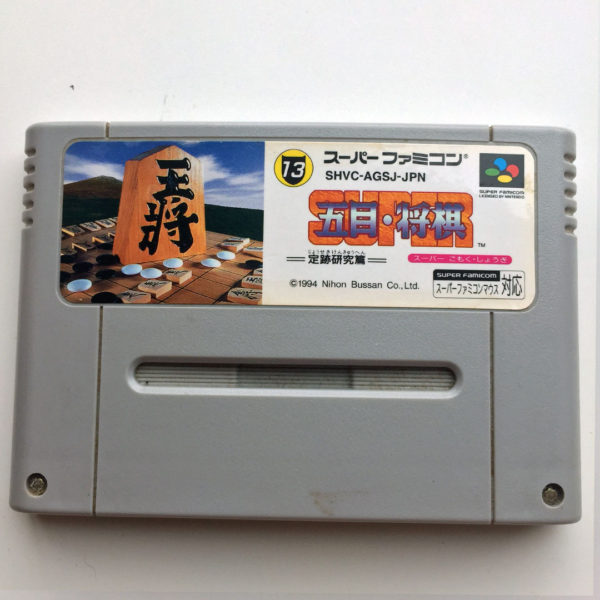 王将
13
スーパーファミコン®
SHVC-AGSJ-JPN
SUPER FAMICOM
LICENSED BY NINTENDO
SUPER
五目・将棋
TM
スーパー ごもく・しょうぎ
じょうせきけんきゅうへん
定跡研究篇
©1994 Nihon Bussan Co., Ltd.
SUPER FAMICOM
スーパーファミコンマウス 対応